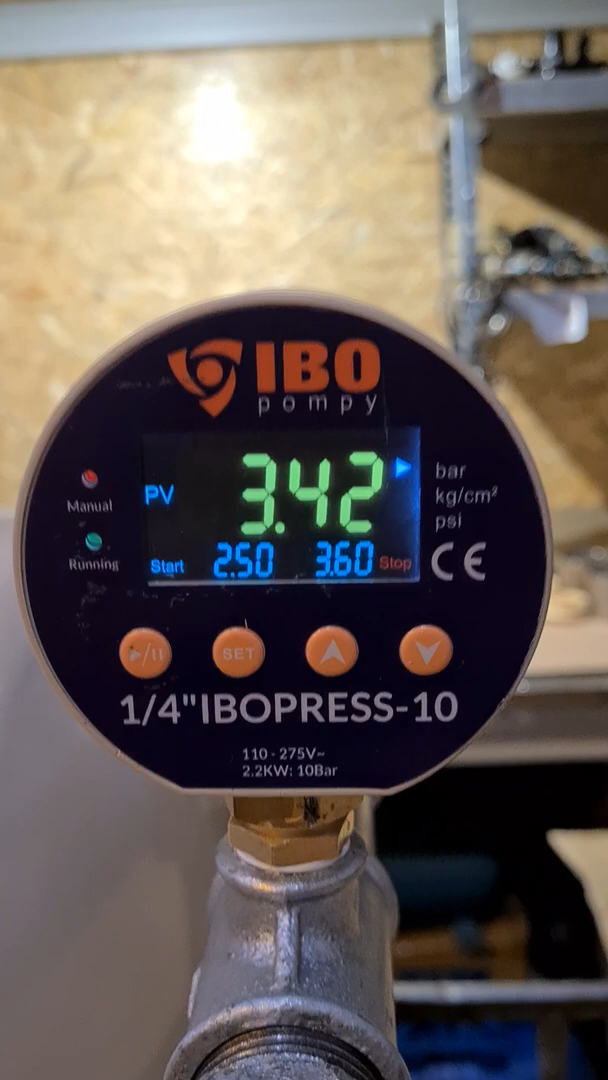 IBO
pompy
PV 3.42 bar
kg/cm²
psi
Manual
Running
Start 2.50 3.60 Stop
CE
▶/II SET
1/4"IBOPRESS-10
110 - 275V~
2.2KW: 10Bar